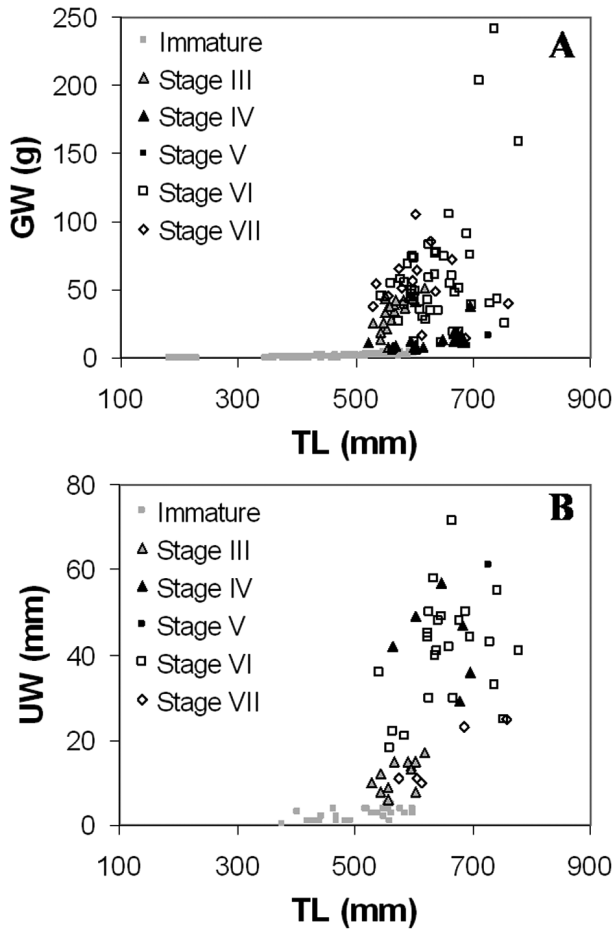 A
GW (g)
250
200
150
100
50
0
Immature
Stage III
Stage IV
Stage V
Stage VI
Stage VII
100 300 500 700 900
TL (mm)
B
UW (mm)
80
60
40
20
0
Immature
Stage III
Stage IV
Stage V
Stage VI
Stage VII
100 300 500 700 900
TL (mm)